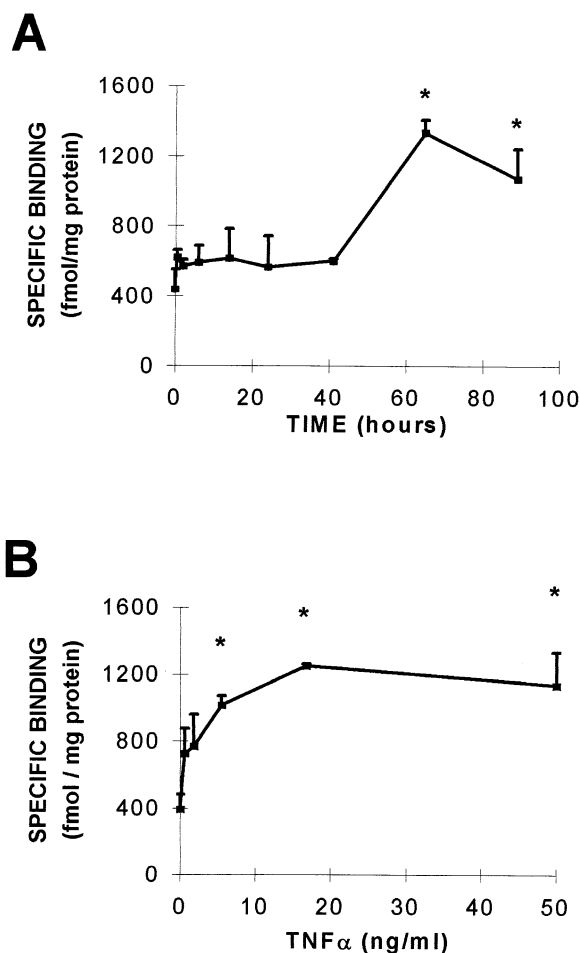 A
SPECIFIC BINDING
(fmol/mg protein)
1600
1200
800
400
0
* *
0 20 40 60 80 100
TIME (hours)
B
SPECIFIC BINDING
(fmol / mg protein)
1600
1200
800
400
0
* * *
0 10 20 30 40 50
TNFα (ng/ml)